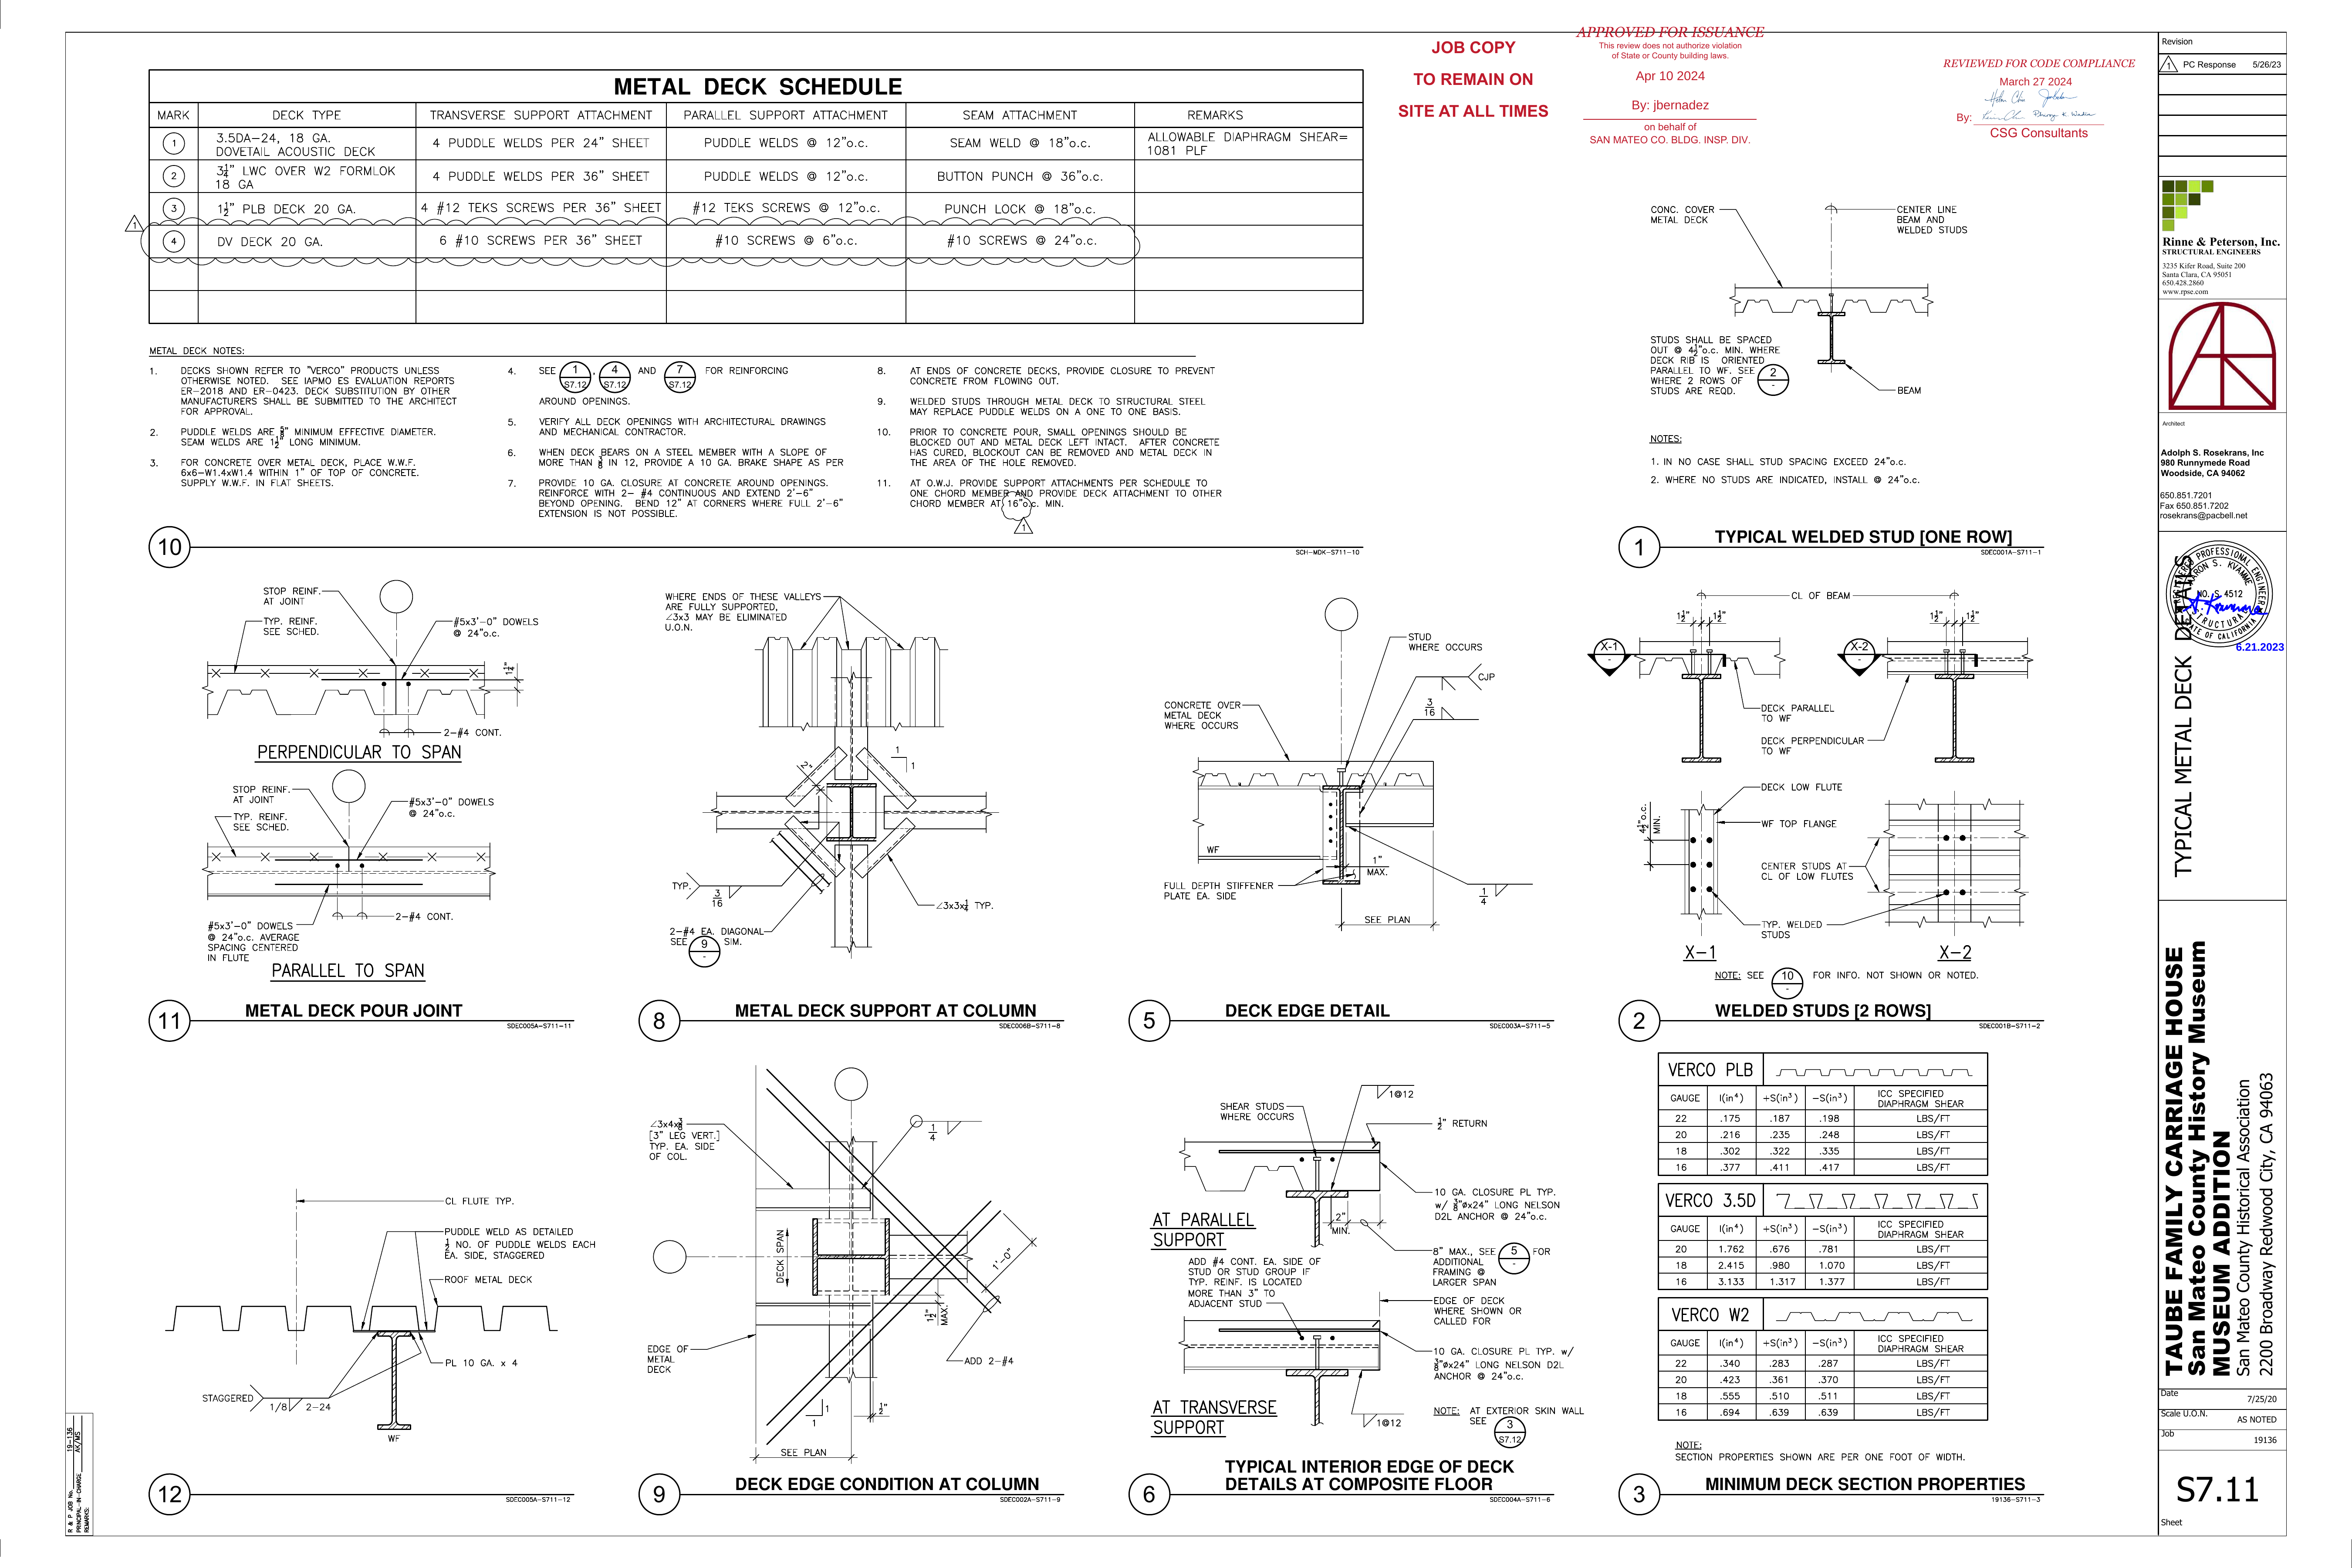 JOB COPY
TO REMAIN ON
SITE AT ALL TIMES
APPROVED FOR ISSUANCE
This review does not authorize violation
of State or County building laws.
Apr 10 2024
By: jbernadez
on behalf of
SAN MATEO CO. BLDG. INSP. DIV.
REVIEWED FOR CODE COMPLIANCE
March 27 2024
By:
CSG Consultants
METAL DECK SCHEDULE
MARK DECK TYPE TRANSVERSE SUPPORT ATTACHMENT PARALLEL SUPPORT ATTACHMENT SEAM ATTACHMENT REMARKS
1 3.5DA-24, 18 GA. DOVETAIL ACOUSTIC DECK 4 PUDDLE WELDS PER 24" SHEET PUDDLE WELDS @ 12"o.c. SEAM WELD @ 18"o.c. ALLOWABLE DIAPHRAGM SHEAR= 1081 PLF
2 3¼" LWC OVER W2 FORMLOK 18 GA 4 PUDDLE WELDS PER 36" SHEET PUDDLE WELDS @ 12"o.c. BUTTON PUNCH @ 36"o.c.
3 1½" PLB DECK 20 GA. 4 #12 TEKS SCREWS PER 36" SHEET #12 TEKS SCREWS @ 12"o.c. PUNCH LOCK @ 18"o.c.
1
4 DV DECK 20 GA. 6 #10 SCREWS PER 36" SHEET #10 SCREWS @ 6"o.c. #10 SCREWS @ 24"o.c.
METAL DECK NOTES:
1. DECKS SHOWN REFER TO "VERCO" PRODUCTS UNLESS
OTHERWISE NOTED. SEE IAPMO ES EVALUATION REPORTS
ER-2018 AND ER-0423. DECK SUBSTITUTION BY OTHER
MANUFACTURERS SHALL BE SUBMITTED TO THE ARCHITECT
FOR APPROVAL.
2. PUDDLE WELDS ARE ⅝" MINIMUM EFFECTIVE DIAMETER.
SEAM WELDS ARE 1½" LONG MINIMUM.
3. FOR CONCRETE OVER METAL DECK, PLACE W.W.F.
6x6-W1.4xW1.4 WITHIN 1" OF TOP OF CONCRETE.
SUPPLY W.W.F. IN FLAT SHEETS.
4. SEE 1 S7.12 , 4 S7.12 AND 7 S7.12 FOR REINFORCING
AROUND OPENINGS.
5. VERIFY ALL DECK OPENINGS WITH ARCHITECTURAL DRAWINGS
AND MECHANICAL CONTRACTOR.
6. WHEN DECK BEARS ON A STEEL MEMBER WITH A SLOPE OF
MORE THAN ⅜ IN 12, PROVIDE A 10 GA. BRAKE SHAPE AS PER
7. PROVIDE 10 GA. CLOSURE AT CONCRETE AROUND OPENINGS.
REINFORCE WITH 2- #4 CONTINUOUS AND EXTEND 2'-6"
BEYOND OPENING. BEND 12" AT CORNERS WHERE FULL 2'-6"
EXTENSION IS NOT POSSIBLE.
8. AT ENDS OF CONCRETE DECKS, PROVIDE CLOSURE TO PREVENT
CONCRETE FROM FLOWING OUT.
9. WELDED STUDS THROUGH METAL DECK TO STRUCTURAL STEEL
MAY REPLACE PUDDLE WELDS ON A ONE TO ONE BASIS.
10. PRIOR TO CONCRETE POUR, SMALL OPENINGS SHOULD BE
BLOCKED OUT AND METAL DECK LEFT INTACT. AFTER CONCRETE
HAS CURED, BLOCKOUT CAN BE REMOVED AND METAL DECK IN
THE AREA OF THE HOLE REMOVED.
11. AT O.W.J. PROVIDE SUPPORT ATTACHMENTS PER SCHEDULE TO
ONE CHORD MEMBER AND PROVIDE DECK ATTACHMENT TO OTHER
CHORD MEMBER AT 16"o.c. MIN.
1
10
SCH-MDK-S711-10
CONC. COVER
METAL DECK
CENTER LINE
BEAM AND
WELDED STUDS
STUDS SHALL BE SPACED
OUT @ 4½"o.c. MIN. WHERE
DECK RIB IS ORIENTED
PARALLEL TO WF. SEE 2 -
WHERE 2 ROWS OF
STUDS ARE REQD.
BEAM
NOTES:
1. IN NO CASE SHALL STUD SPACING EXCEED 24"o.c.
2. WHERE NO STUDS ARE INDICATED, INSTALL @ 24"o.c.
1 TYPICAL WELDED STUD [ONE ROW]
SDEC001A-S711-1
STOP REINF.
AT JOINT
TYP. REINF.
SEE SCHED.
#5x3'-0" DOWELS
@ 24"o.c.
1¼"
2-#4 CONT.
PERPENDICULAR TO SPAN
STOP REINF.
AT JOINT
#5x3'-0" DOWELS
@ 24"o.c.
TYP. REINF.
SEE SCHED.
2-#4 CONT.
#5x3'-0" DOWELS
@ 24"o.c. AVERAGE
SPACING CENTERED
IN FLUTE
PARALLEL TO SPAN
11 METAL DECK POUR JOINT
SDEC005A-S711-11
WHERE ENDS OF THESE VALLEYS
ARE FULLY SUPPORTED,
∠3x3 MAY BE ELIMINATED
U.O.N.
1
1
2"
TYP.
3/16
∠3x3x¼ TYP.
2-#4 EA. DIAGONAL
SEE 9 - SIM.
8 METAL DECK SUPPORT AT COLUMN
SDEC006B-S711-8
STUD
WHERE OCCURS
CJP
3/16
CONCRETE OVER
METAL DECK
WHERE OCCURS
WF
1"
MAX.
FULL DEPTH STIFFENER
PLATE EA. SIDE
1/4
SEE PLAN
5 DECK EDGE DETAIL
SDEC003A-S711-5
CL OF BEAM
1½" 1½" 1½" 1½"
X-1 - X-2 -
DECK PARALLEL
TO WF
DECK PERPENDICULAR
TO WF
DECK LOW FLUTE
4½"o.c.
MIN.
WF TOP FLANGE
CENTER STUDS AT
CL OF LOW FLUTES
TYP. WELDED
STUDS
X-1 X-2
NOTE: SEE 10 - FOR INFO. NOT SHOWN OR NOTED.
2 WELDED STUDS [2 ROWS]
SDEC001B-S711-2
CL FLUTE TYP.
PUDDLE WELD AS DETAILED
½ NO. OF PUDDLE WELDS EACH
EA. SIDE, STAGGERED
ROOF METAL DECK
PL 10 GA. x 4
STAGGERED
1/8 2-24
WF
12
SDEC005A-S711-12
∠3x4x⅜
[3" LEG VERT.]
TYP. EA. SIDE
OF COL.
1/4
DECK SPAN
1'-0"
1½"
MAX.
EDGE OF
METAL
DECK
ADD 2-#4
1
1
½"
SEE PLAN
9 DECK EDGE CONDITION AT COLUMN
SDEC002A-S711-9
1@12
SHEAR STUDS
WHERE OCCURS
½" RETURN
10 GA. CLOSURE PL TYP.
w/ ⅜"øx24" LONG NELSON
D2L ANCHOR @ 24"o.c.
2"
MIN.
AT PARALLEL
SUPPORT
8" MAX., SEE 5 - FOR
ADDITIONAL
FRAMING @
LARGER SPAN
ADD #4 CONT. EA. SIDE OF
STUD OR STUD GROUP IF
TYP. REINF. IS LOCATED
MORE THAN 3" TO
ADJACENT STUD
EDGE OF DECK
WHERE SHOWN OR
CALLED FOR
10 GA. CLOSURE PL TYP. w/
⅜"øx24" LONG NELSON D2L
ANCHOR @ 24"o.c.
AT TRANSVERSE
SUPPORT
1@12
NOTE: AT EXTERIOR SKIN WALL
SEE 3 S7.12
6 TYPICAL INTERIOR EDGE OF DECK
DETAILS AT COMPOSITE FLOOR
SDEC004A-S711-6
VERCO PLB
GAUGE I(in⁴) +S(in³) -S(in³) ICC SPECIFIED DIAPHRAGM SHEAR
22 .175 .187 .198 LBS/FT
20 .216 .235 .248 LBS/FT
18 .302 .322 .335 LBS/FT
16 .377 .411 .417 LBS/FT
VERCO 3.5D
GAUGE I(in⁴) +S(in³) -S(in³) ICC SPECIFIED DIAPHRAGM SHEAR
20 1.762 .676 .781 LBS/FT
18 2.415 .980 1.070 LBS/FT
16 3.133 1.317 1.377 LBS/FT
VERCO W2
GAUGE I(in⁴) +S(in³) -S(in³) ICC SPECIFIED DIAPHRAGM SHEAR
22 .340 .283 .287 LBS/FT
20 .423 .361 .370 LBS/FT
18 .555 .510 .511 LBS/FT
16 .694 .639 .639 LBS/FT
NOTE:
SECTION PROPERTIES SHOWN ARE PER ONE FOOT OF WIDTH.
3 MINIMUM DECK SECTION PROPERTIES
19136-S711-3
Revision
1 PC Response 5/26/23
Rinne & Peterson, Inc.
STRUCTURAL ENGINEERS
3235 Kifer Road, Suite 200
Santa Clara, CA 95051
650.428.2860
www.rpse.com
Architect
Adolph S. Rosekrans, Inc
980 Runnymede Road
Woodside, CA 94062
650.851.7201
Fax 650.851.7202
rosekrans@pacbell.net
REGISTERED PROFESSIONAL ENGINEER
AARON S. KVAMME
NO. S 4512
STRUCTURAL
STATE OF CALIFORNIA
6.21.2023
TYPICAL METAL DECK DETAILS
TAUBE FAMILY CARRIAGE HOUSE
San Mateo County History Museum
MUSEUM ADDITION
San Mateo County Historical Association
2200 Broadway Redwood City, CA 94063
Date 7/25/20
Scale U.O.N. AS NOTED
Job 19136
S7.11
Sheet
R & P JOB No. 19-136
PRINCIPAL-IN-CHARGE AK/MS
REMARKS: